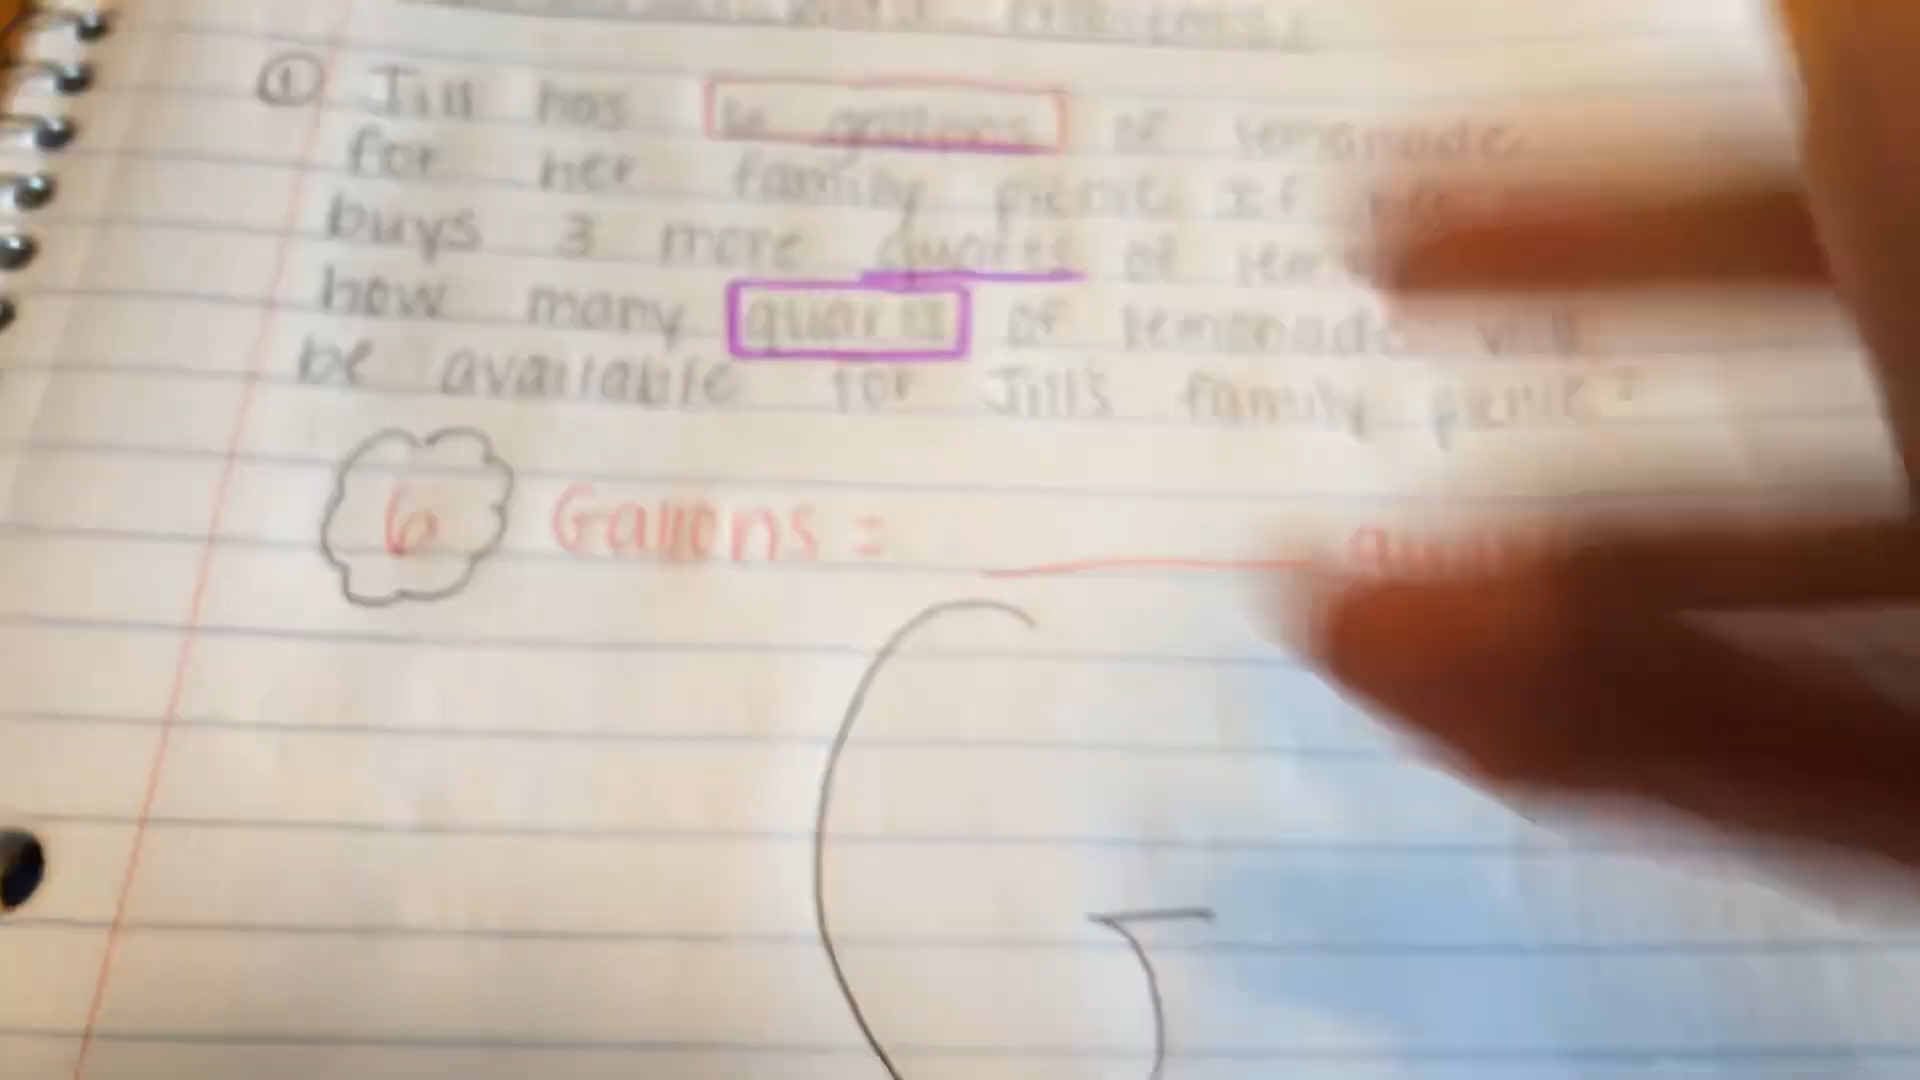 ① Jill has 6 gallons of lemonade
for her family picnic If
buys 3 more quarts of
how many quarts of lemonade will
be available for Jill's family picnic?
6 Gallons =
G